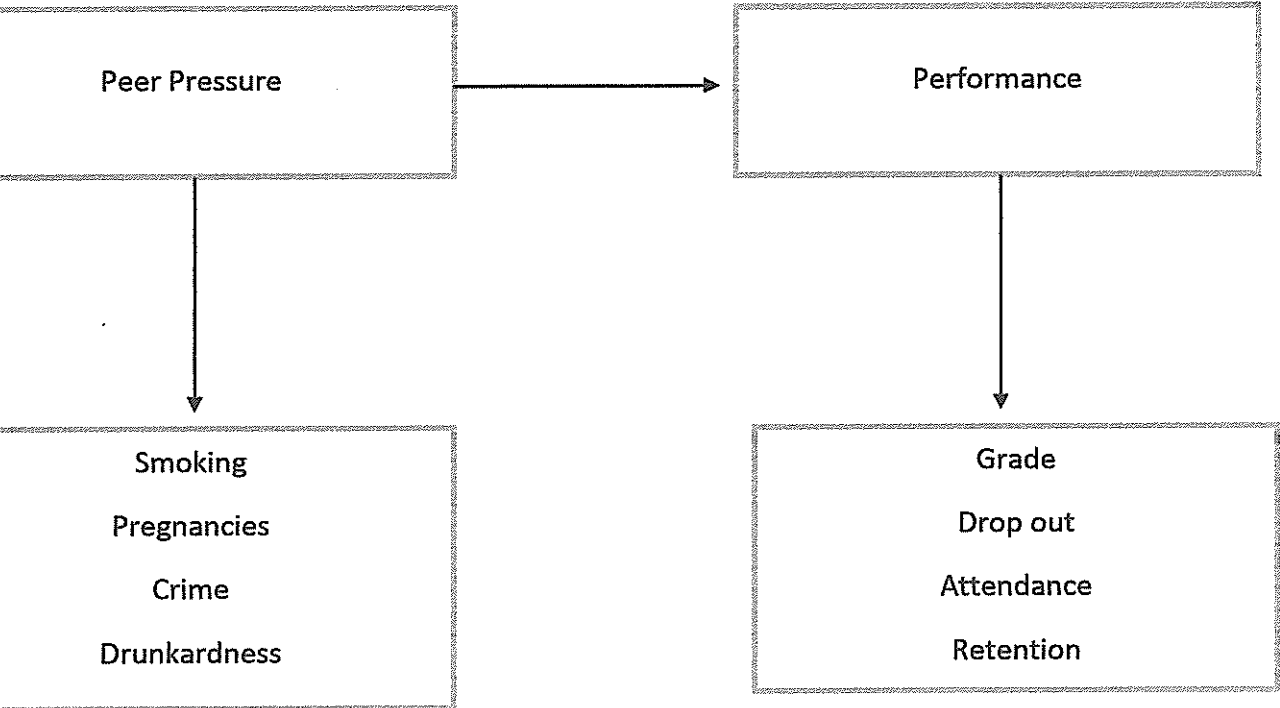 Peer Pressure
Performance
Smoking
Pregnancies
Crime
Drunkardness
Grade
Drop out
Attendance
Retention